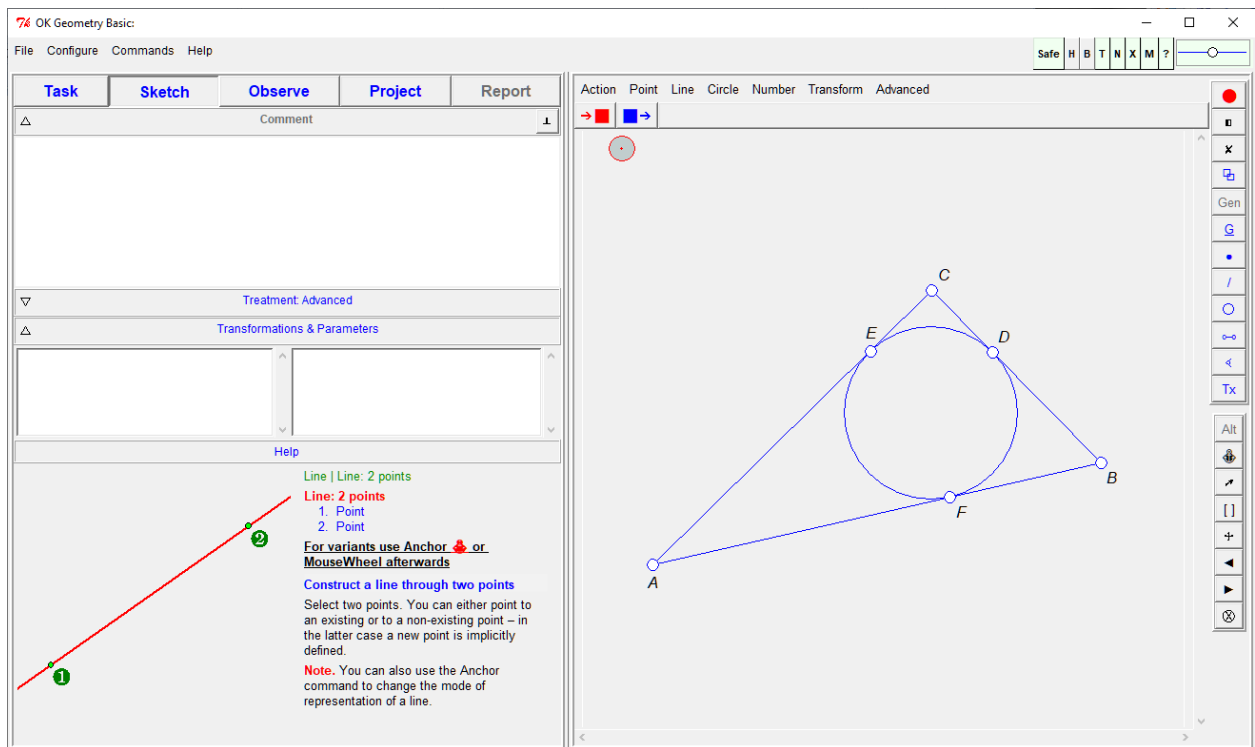 OK Geometry Basic:
File Configure Commands Help
Safe H B T N X M ?
Task Sketch Observe Project Report
Comment
Treatment: Advanced
Transformations & Parameters
Help
Line | Line: 2 points
Line: 2 points
1. Point
2. Point
For variants use Anchor or
MouseWheel afterwards
Construct a line through two points
Select two points. You can either point to
an existing or to a non-existing point – in
the latter case a new point is implicitly
defined.
Note. You can also use the Anchor
command to change the mode of
representation of a line.
2
1
Action Point Line Circle Number Transform Advanced
C
E
D
B
F
A
Gen
G
Tx
Alt
[ ]